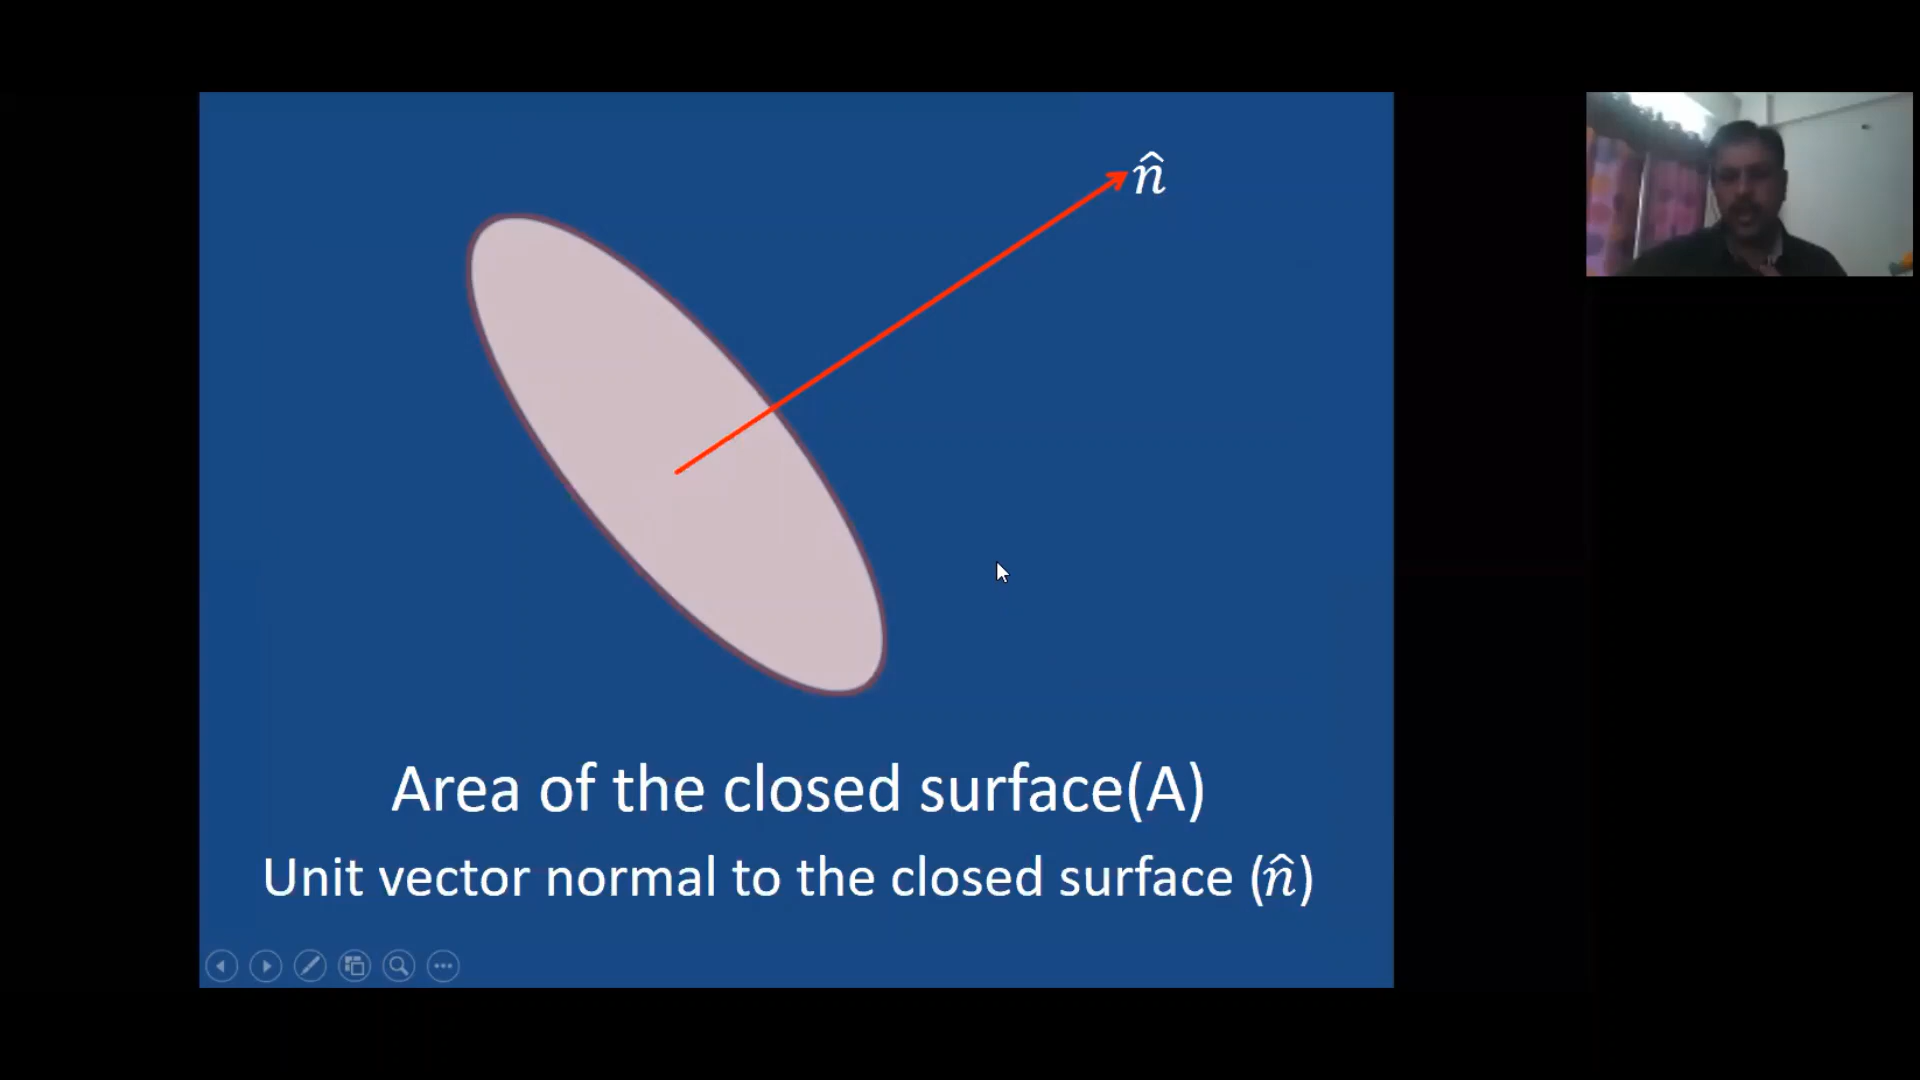 n̂
Area of the closed surface(A)
Unit vector normal to the closed surface (n̂)